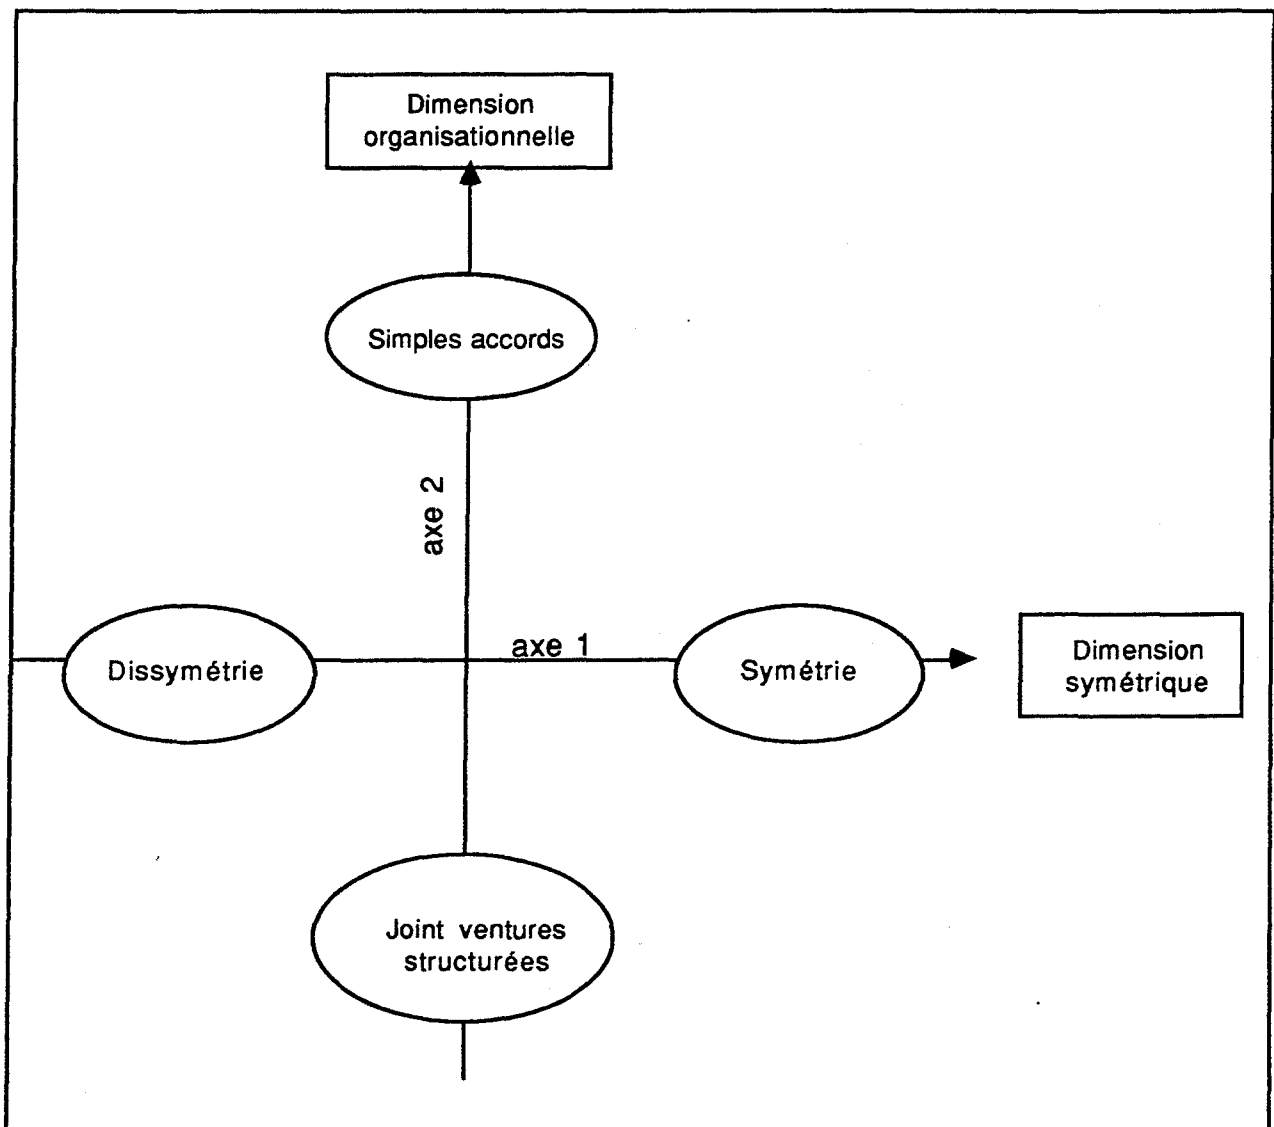 Dimension
organisationnelle
Simples accords
axe 2
axe 1
Dissymétrie
Symétrie
Dimension
symétrique
Joint ventures
structurées